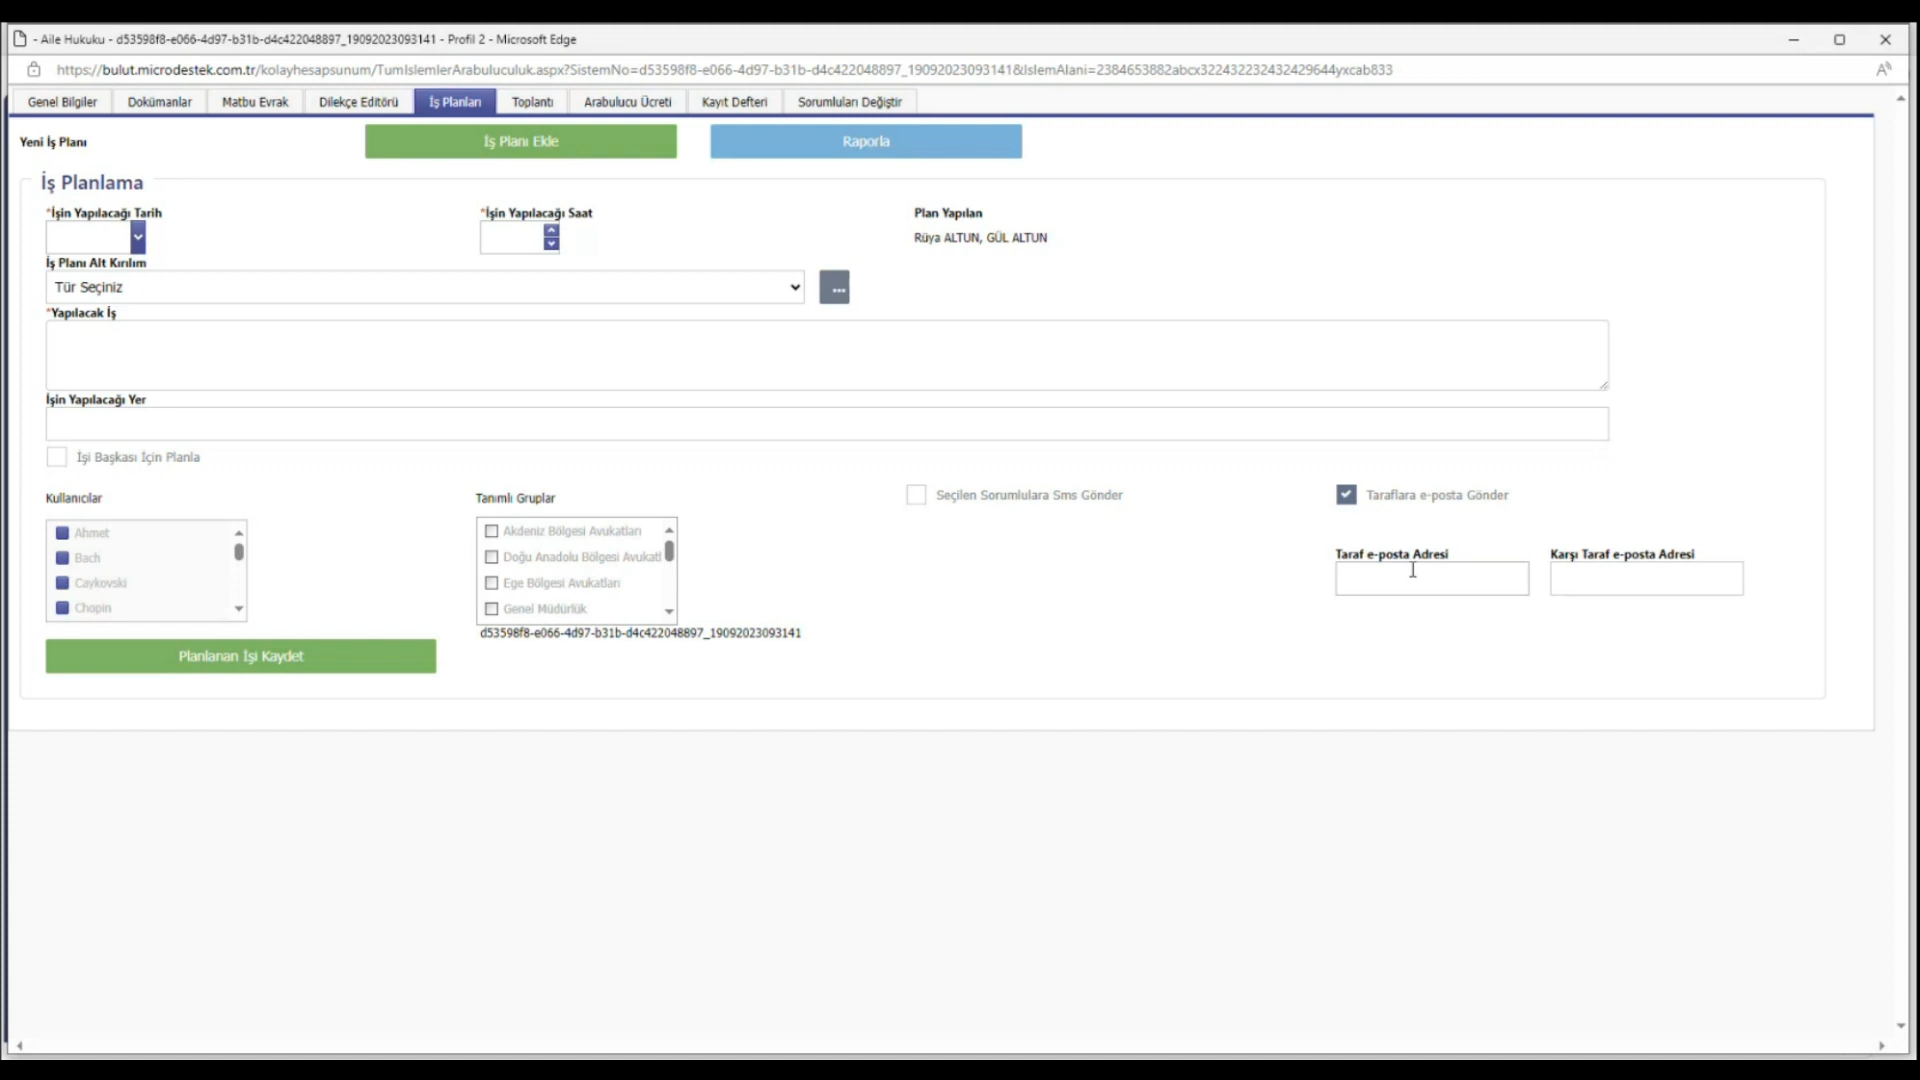 - Aile Hukuku - d53598f8-e066-4d97-b31b-d4c422048897_19092023093141 - Profil 2 - Microsoft Edge
https://bulut.microdestek.com.tr/kolayhesapsunum/TumIslemlerArabuluculuk.aspx?SistemNo=d53598f8-e066-4d97-b31b-d4c422048897_19092023093141&IslemAlani=2384653882abcx322432232432429644yxcab833
Genel Bilgiler Dokümanlar Matbu Evrak Dilekçe Editörü İş Planları Toplantı Arabulucu Ücreti Kayıt Defteri Sorumluları Değiştir
Yeni İş Planı İş Planı Ekle Raporla
İş Planlama
*İşin Yapılacağı Tarih *İşin Yapılacağı Saat Plan Yapılan
Rüya ALTUN, GÜL ALTUN
İş Planı Alt Kırılım
Tür Seçiniz ...
*Yapılacak İş
İşin Yapılacağı Yer
İşi Başkası İçin Planla
Kullanıcılar Tanımlı Gruplar Seçilen Sorumlulara Sms Gönder Taraflara e-posta Gönder
Ahmet Akdeniz Bölgesi Avukatları
Bach Doğu Anadolu Bölgesi Avukatl Taraf e-posta Adresi Karşı Taraf e-posta Adresi
Caykovski Ege Bölgesi Avukatları
Chopin Genel Müdürlük
d53598f8-e066-4d97-b31b-d4c422048897_19092023093141
Planlanan İşi Kaydet